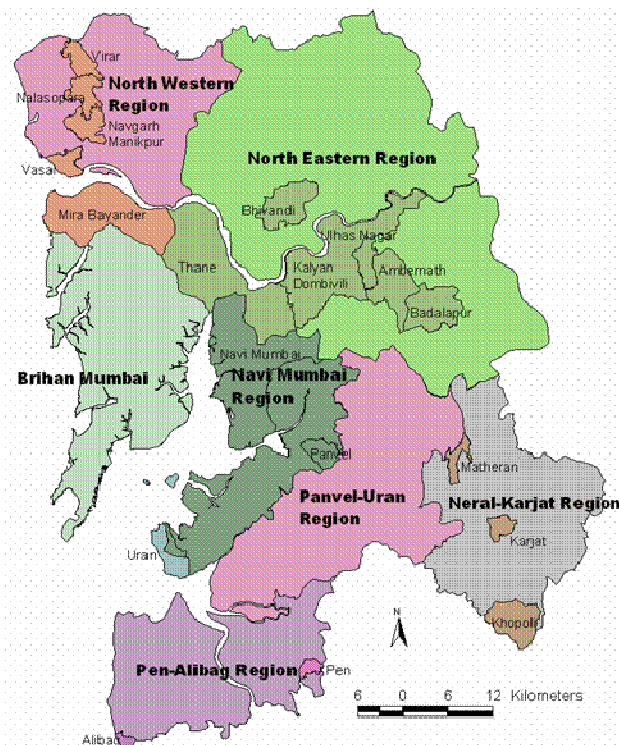 Virar
North Western
Nalasopara
Region
Navgarh
Manikpur
North Eastern Region
Vasai
Bhivandi
Mira Bayander
Ulhas Nagar
Thane
Kalyan
Ambernath
Dombivili
Badalapur
Navi Mumbai
Brihan Mumbai
Navi Mumbai
Region
Panvel
Matheran
Panvel-Uran
Region
Neral-Karjat Region
Uran
Karjat
N
Khopoli
Pen-Alibag Region
Pen
6 0 6 12 Kilometers
Alibag